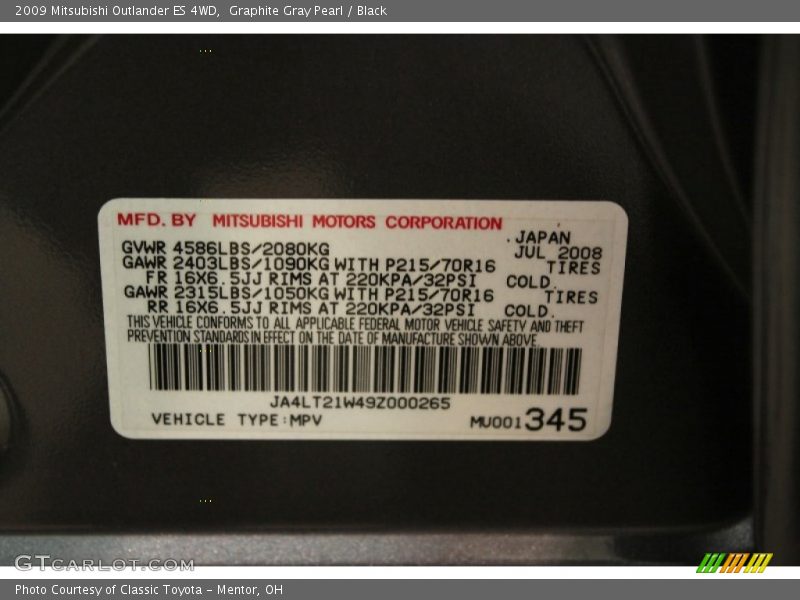 2009 Mitsubishi Outlander ES 4WD,  Graphite Gray Pearl / Black
MFD. BY MITSUBISHI MOTORS CORPORATION
.JAPAN
GVWR 4586LBS/2080KG JUL 2008
GAWR 2403LBS/1090KG WITH P215/70R16 TIRES
FR 16X6.5JJ RIMS AT 220KPA/32PSI COLD.
GAWR 2315LBS/1050KG WITH P215/70R16 TIRES
RR 16X6.5JJ RIMS AT 220KPA/32PSI COLD.
THIS VEHICLE CONFORMS TO ALL APPLICABLE FEDERAL MOTOR VEHICLE SAFETY AND THEFT
PREVENTION STANDARDS IN EFFECT ON THE DATE OF MANUFACTURE SHOWN ABOVE.
JA4LT21W49Z000265
VEHICLE TYPE:MPV MU001345
GTCARLOT.COM
Photo Courtesy of Classic Toyota - Mentor, OH